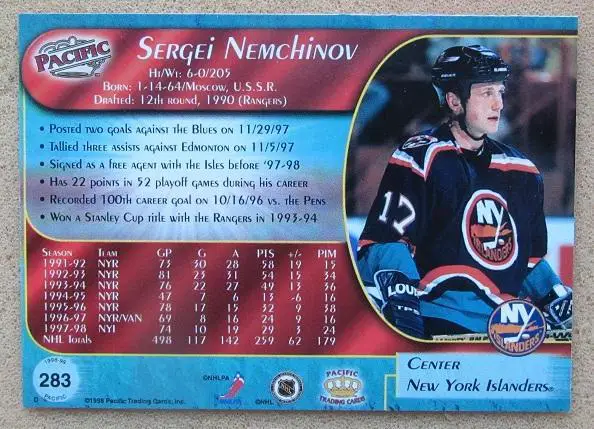 PACIFIC
SERGEI NEMCHINOV
HT/WT: 6-0/205
BORN: 1-14-64/MOSCOW, U.S.S.R.
DRAFTED: 12TH ROUND, 1990 (RANGERS)
• POSTED TWO GOALS AGAINST THE BLUES ON 11/29/97
• TALLIED THREE ASSISTS AGAINST EDMONTON ON 11/5/97
• SIGNED AS A FREE AGENT WITH THE ISLES BEFORE '97-98
• HAS 22 POINTS IN 52 PLAYOFF GAMES DURING HIS CAREER
• RECORDED 100TH CAREER GOAL ON 10/16/96 VS. THE PENS
• WON A STANLEY CUP TITLE WITH THE RANGERS IN 1993-94
SEASON TEAM GP G A PTS +/- PIM
1991-92 NYR 73 30 28 58 19 15
1992-93 NYR 81 23 31 54 15 34
1993-94 NYR 76 22 27 49 13 36
1994-95 NYR 47 7 6 13 -6 16
1995-96 NYR 78 17 15 32 9 38
1996-97 NYR/VAN 69 8 16 24 9 16
1997-98 NYI 74 10 19 29 3 24
NHL TOTALS 498 117 142 259 62 179
17
NY
ISLANDERS
NY
ISLANDERS
CENTER
NEW YORK ISLANDERS®
1998-99
283
PACIFIC
©1998 Pacific Trading Cards, Inc.
©NHLPA
NHLPA
©NHL
NHL
PACIFIC
TRADING CARDS